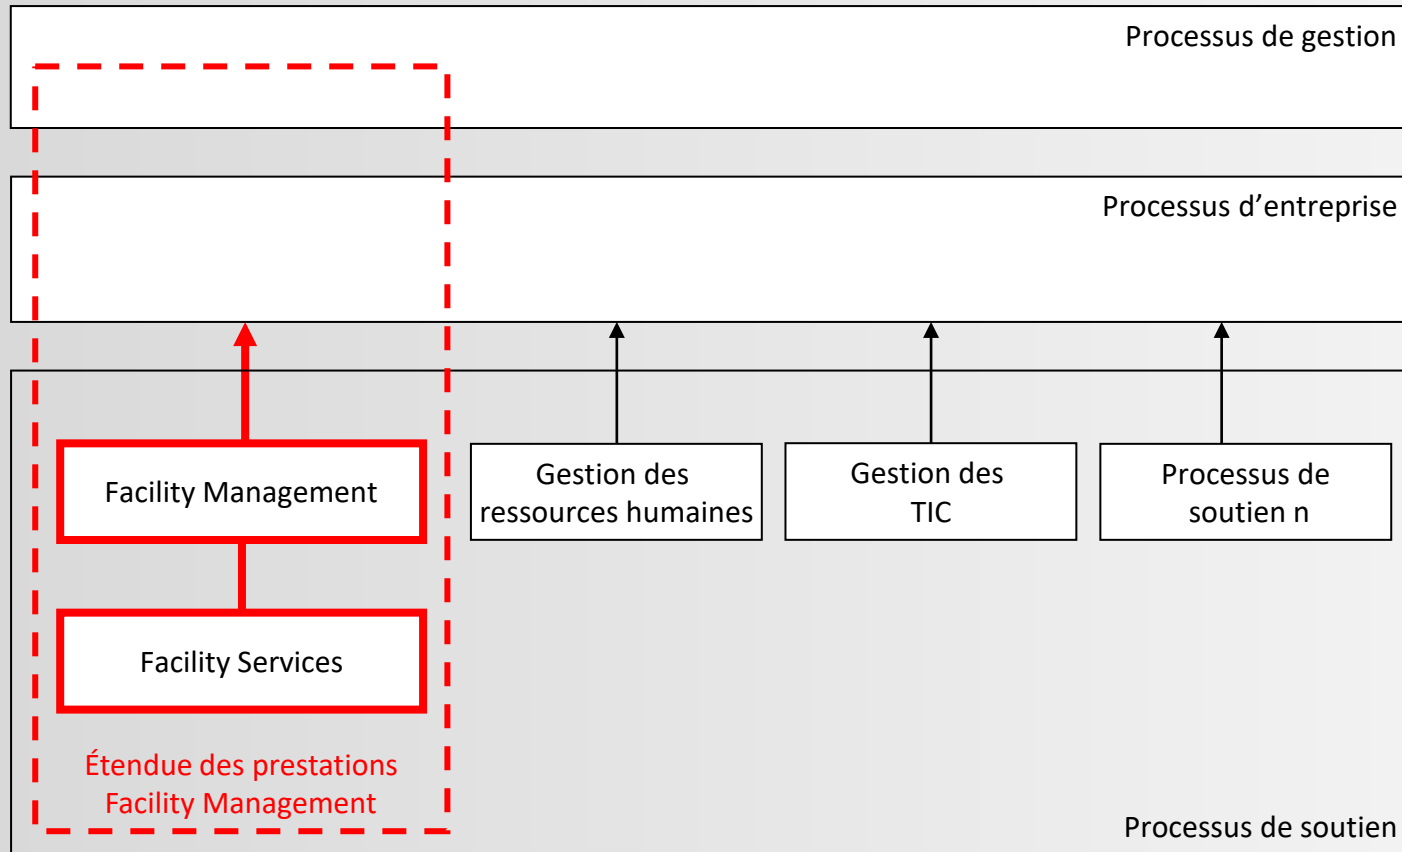 Processus de gestion
Processus d’entreprise
Facility Management
Gestion des
ressources humaines
Gestion des
TIC
Processus de
soutien n
Facility Services
Étendue des prestations
Facility Management
Processus de soutien